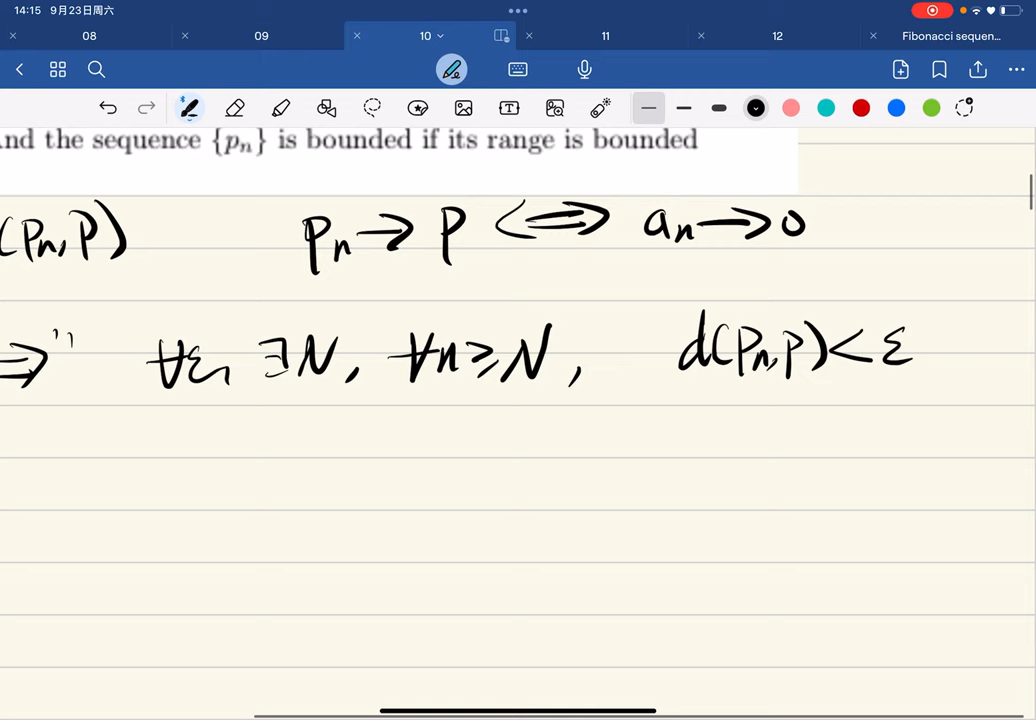 14:15 9月23日周六
08 09 10 11 12 Fibonacci sequen...
nd the sequence {pₙ} is bounded if its range is bounded
(pₙ, p) pₙ → p ⟺ aₙ → 0
⇒" ∀ε, ∃N, ∀n ≥ N, d(pₙ, p) < ε